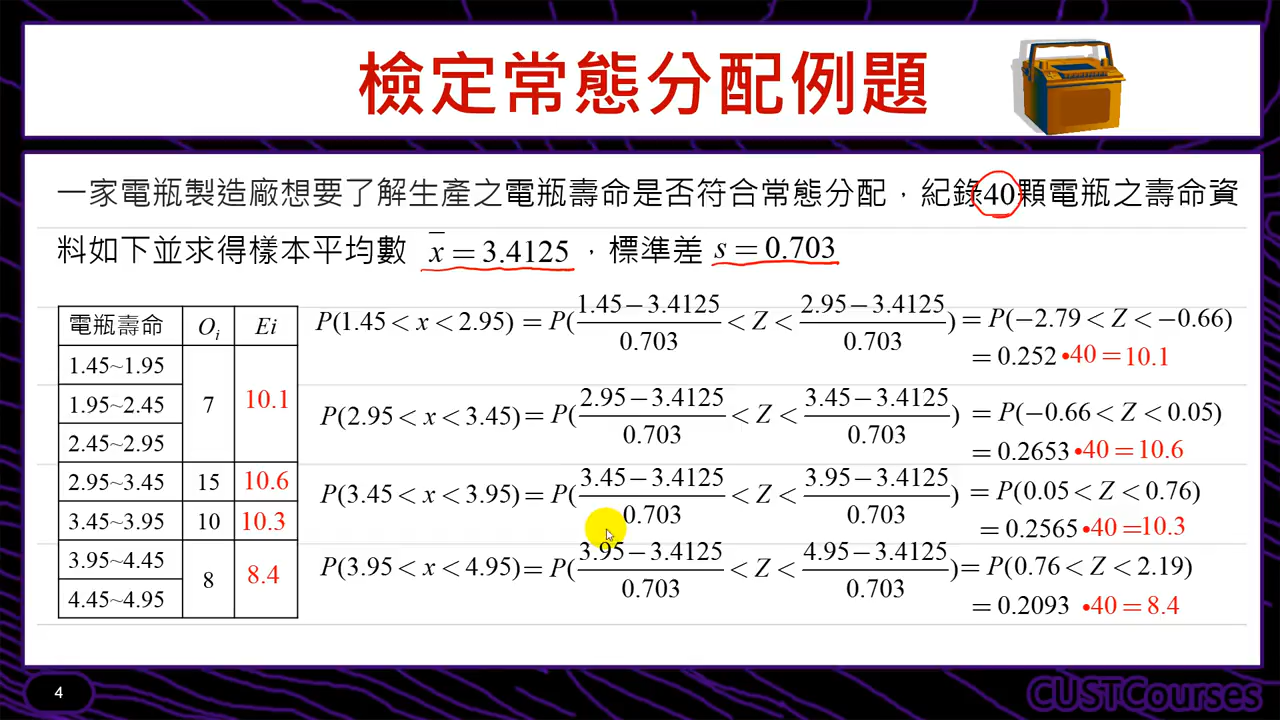 檢定常態分配例題
一家電瓶製造廠想要了解生產之電瓶壽命是否符合常態分配，紀錄40顆電瓶之壽命資
料如下並求得樣本平均數 x̄ = 3.4125，標準差 s = 0.703
電瓶壽命 Oi Ei
1.45~1.95
1.95~2.45 7 10.1
2.45~2.95
2.95~3.45 15 10.6
3.45~3.95 10 10.3
3.95~4.45
8 8.4
4.45~4.95
P(1.45 < x < 2.95) = P((1.45 − 3.4125)/0.703 < Z < (2.95 − 3.4125)/0.703) = P(−2.79 < Z < −0.66)
= 0.252 •40 = 10.1
P(2.95 < x < 3.45) = P((2.95 − 3.4125)/0.703 < Z < (3.45 − 3.4125)/0.703) = P(−0.66 < Z < 0.05)
= 0.2653 •40 = 10.6
P(3.45 < x < 3.95) = P((3.45 − 3.4125)/0.703 < Z < (3.95 − 3.4125)/0.703) = P(0.05 < Z < 0.76)
= 0.2565 •40 = 10.3
P(3.95 < x < 4.95) = P((3.95 − 3.4125)/0.703 < Z < (4.95 − 3.4125)/0.703) = P(0.76 < Z < 2.19)
= 0.2093 •40 = 8.4
4
CUSTCourses